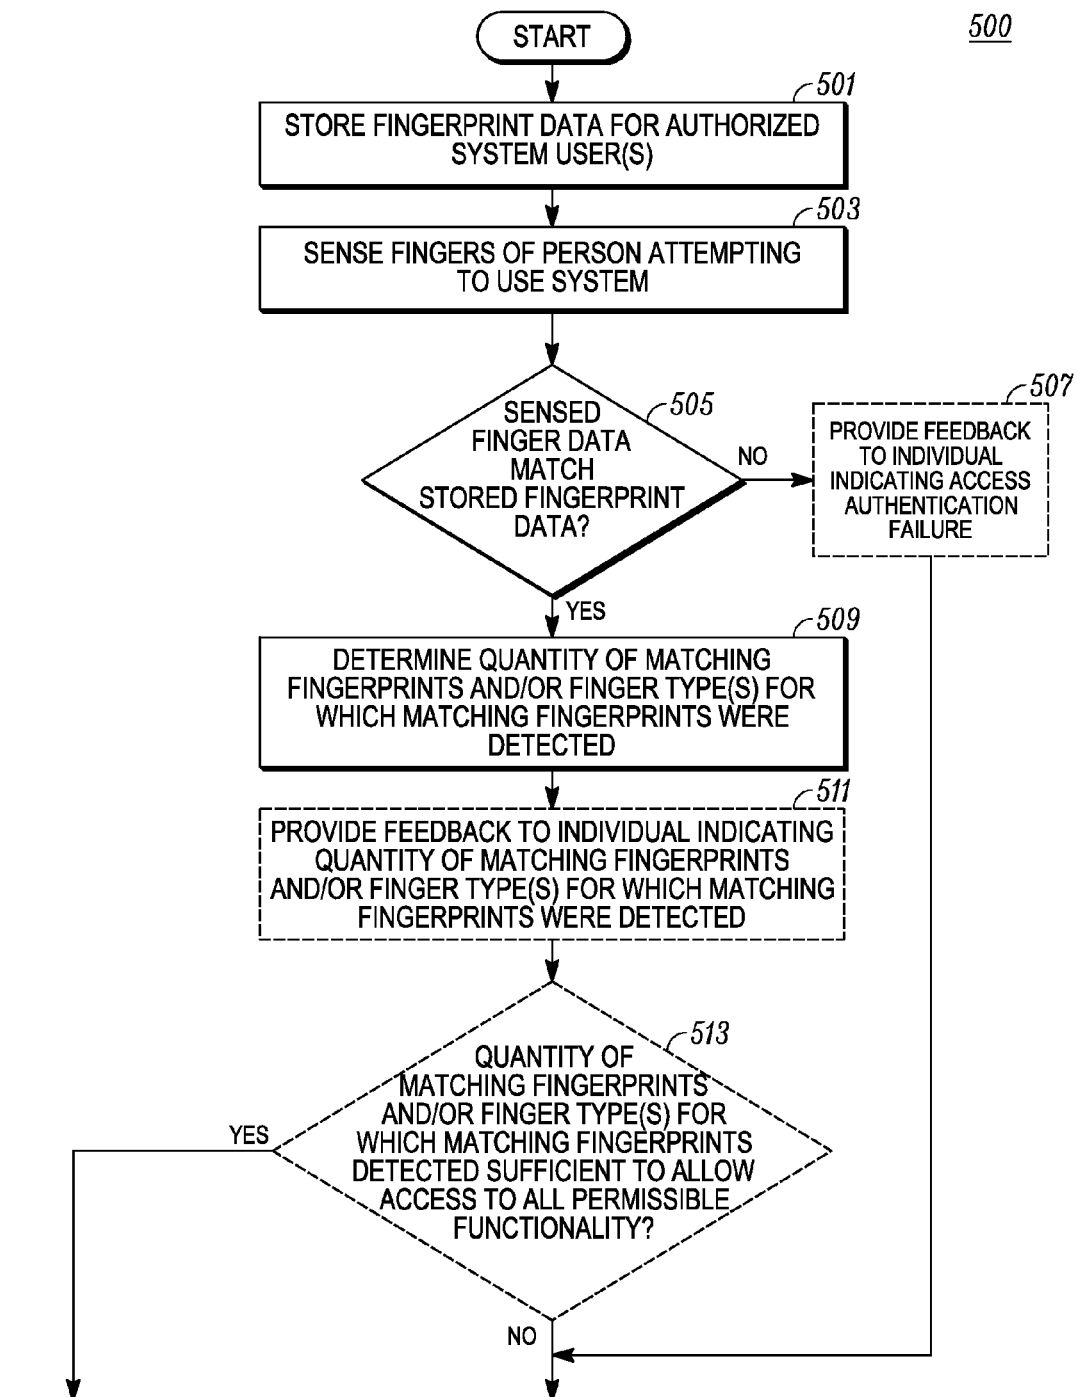 500
START
501
STORE FINGERPRINT DATA FOR AUTHORIZED
SYSTEM USER(S)
503
SENSE FINGERS OF PERSON ATTEMPTING
TO USE SYSTEM
505
SENSED
FINGER DATA
MATCH
STORED FINGERPRINT
DATA?
NO
507
PROVIDE FEEDBACK
TO INDIVIDUAL
INDICATING ACCESS
AUTHENTICATION
FAILURE
YES
509
DETERMINE QUANTITY OF MATCHING
FINGERPRINTS AND/OR FINGER TYPE(S) FOR
WHICH MATCHING FINGERPRINTS WERE
DETECTED
511
PROVIDE FEEDBACK TO INDIVIDUAL INDICATING
QUANTITY OF MATCHING FINGERPRINTS
AND/OR FINGER TYPE(S) FOR WHICH MATCHING
FINGERPRINTS WERE DETECTED
513
QUANTITY OF
MATCHING FINGERPRINTS
AND/OR FINGER TYPE(S) FOR
WHICH MATCHING FINGERPRINTS
DETECTED SUFFICIENT TO ALLOW
ACCESS TO ALL PERMISSIBLE
FUNCTIONALITY?
YES
NO